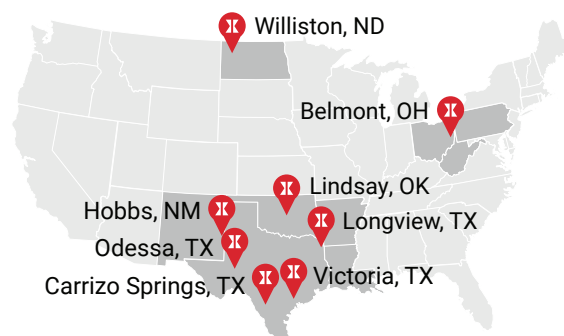 Williston, ND
Belmont, OH
Lindsay, OK
Hobbs, NM
Longview, TX
Odessa, TX
Carrizo Springs, TX
Victoria, TX